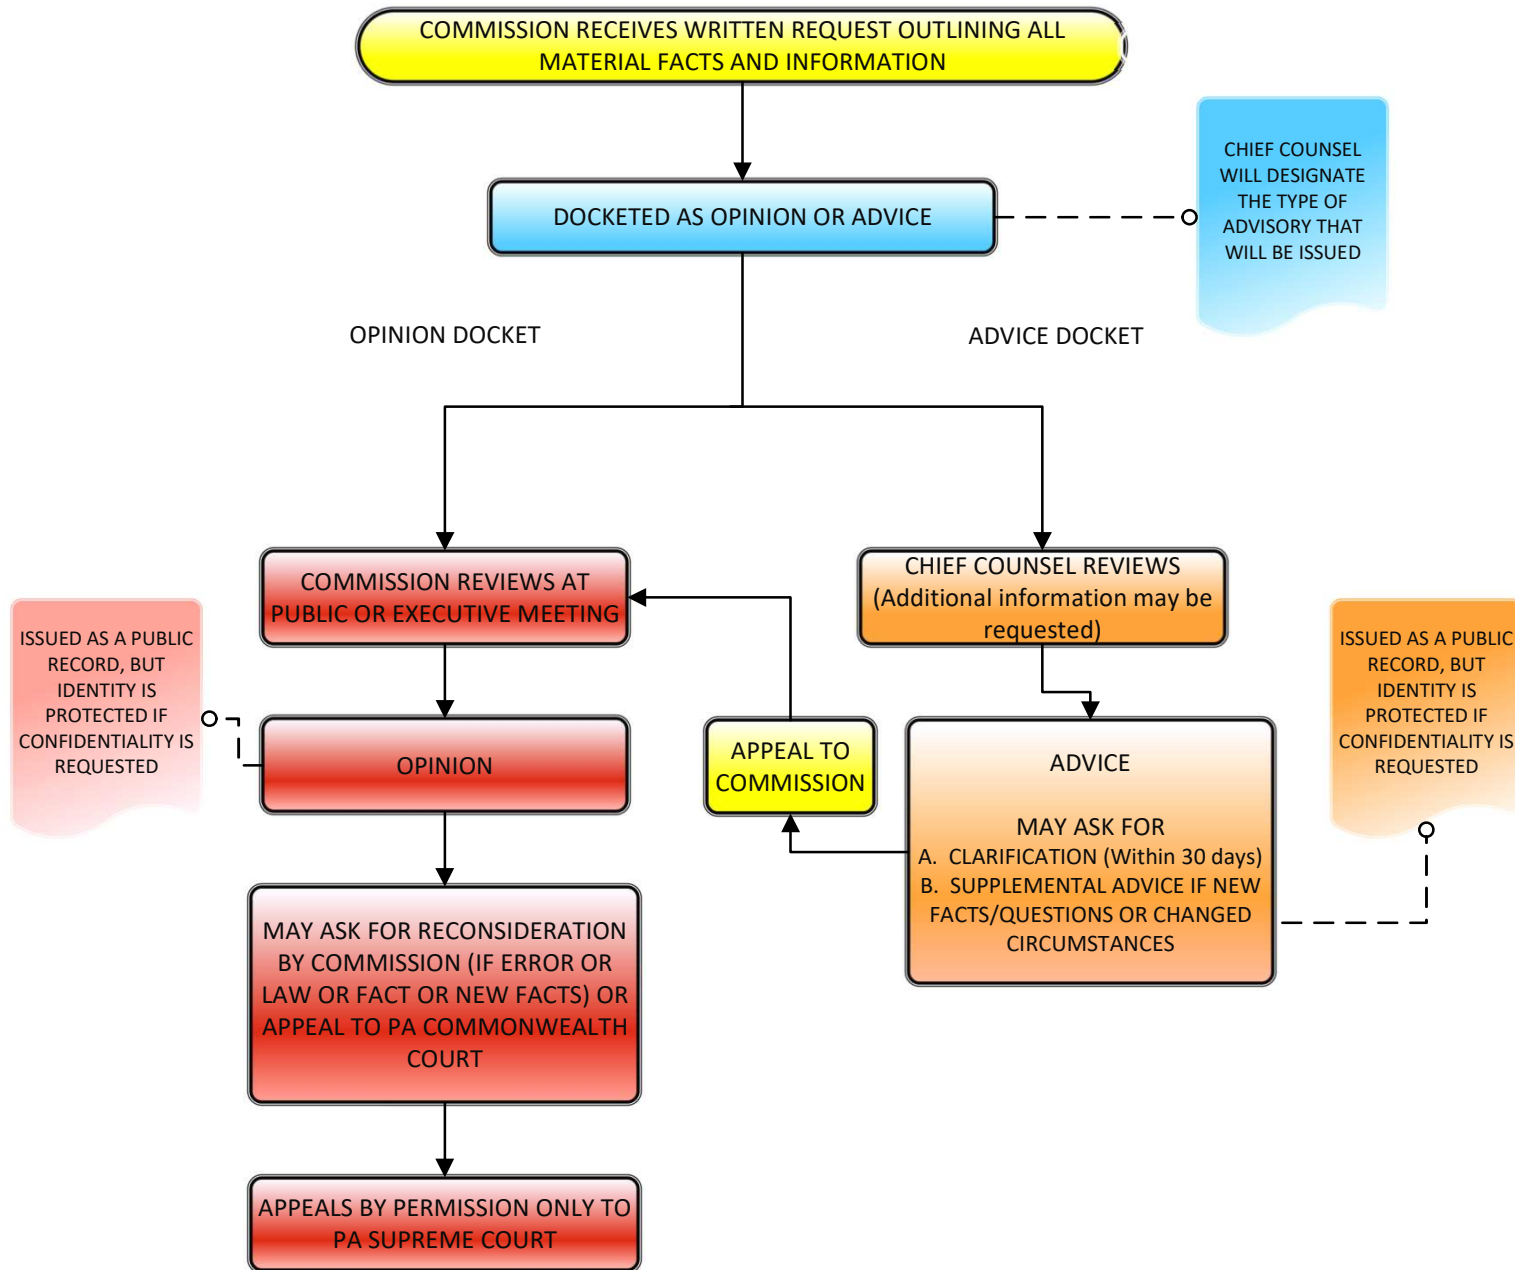 COMMISSION RECEIVES WRITTEN REQUEST OUTLINING ALL
MATERIAL FACTS AND INFORMATION
CHIEF COUNSEL
WILL DESIGNATE
THE TYPE OF
ADVISORY THAT
WILL BE ISSUED
DOCKETED AS OPINION OR ADVICE
OPINION DOCKET
ADVICE DOCKET
COMMISSION REVIEWS AT
PUBLIC OR EXECUTIVE MEETING
CHIEF COUNSEL REVIEWS
(Additional information may be
requested)
ISSUED AS A PUBLIC
RECORD, BUT
IDENTITY IS
PROTECTED IF
CONFIDENTIALITY IS
REQUESTED
OPINION
APPEAL TO
COMMISSION
ADVICE
MAY ASK FOR
A. CLARIFICATION (Within 30 days)
B. SUPPLEMENTAL ADVICE IF NEW
FACTS/QUESTIONS OR CHANGED
CIRCUMSTANCES
ISSUED AS A PUBLIC
RECORD, BUT
IDENTITY IS
PROTECTED IF
CONFIDENTIALITY IS
REQUESTED
MAY ASK FOR RECONSIDERATION
BY COMMISSION (IF ERROR OR
LAW OR FACT OR NEW FACTS) OR
APPEAL TO PA COMMONWEALTH
COURT
APPEALS BY PERMISSION ONLY TO
PA SUPREME COURT